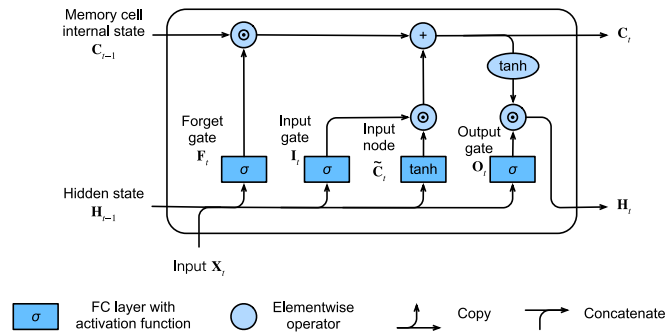 Memory cell
internal state
C_{t-1}
C_t
tanh
Forget
gate
F_t
Input
gate
I_t
Input
node
C̃_t
Output
gate
O_t
σ
σ
tanh
σ
Hidden state
H_{t-1}
H_t
Input X_t
σ
FC layer with
activation function
Elementwise
operator
Copy
Concatenate